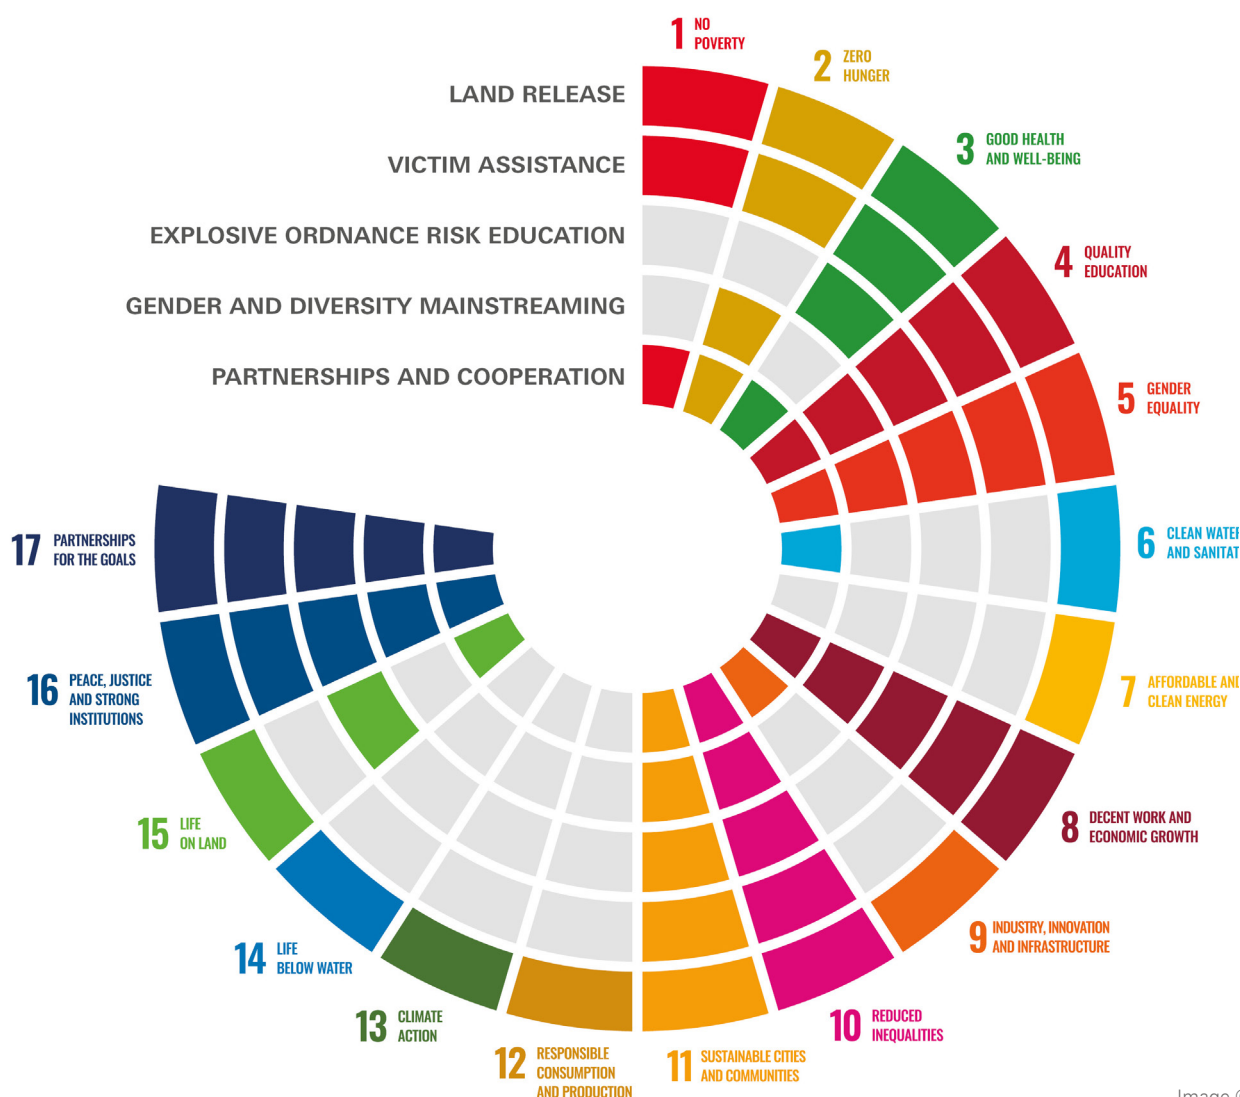 1 NO
POVERTY
2 ZERO
HUNGER
LAND RELEASE
3 GOOD HEALTH
AND WELL-BEING
VICTIM ASSISTANCE
EXPLOSIVE ORDNANCE RISK EDUCATION
4 QUALITY
EDUCATION
GENDER AND DIVERSITY MAINSTREAMING
PARTNERSHIPS AND COOPERATION
5 GENDER
EQUALITY
6 CLEAN WATER
AND SANITAT
17 PARTNERSHIPS
FOR THE GOALS
7 AFFORDABLE AND
CLEAN ENERGY
16 PEACE, JUSTICE
AND STRONG
INSTITUTIONS
8 DECENT WORK AND
ECONOMIC GROWTH
15 LIFE
ON LAND
9 INDUSTRY, INNOVATION
AND INFRASTRUCTURE
14 LIFE
BELOW WATER
10 REDUCED
INEQUALITIES
13 CLIMATE
ACTION
12 RESPONSIBLE
CONSUMPTION
AND PRODUCTION
11 SUSTAINABLE CITIES
AND COMMUNITIES
Image ©